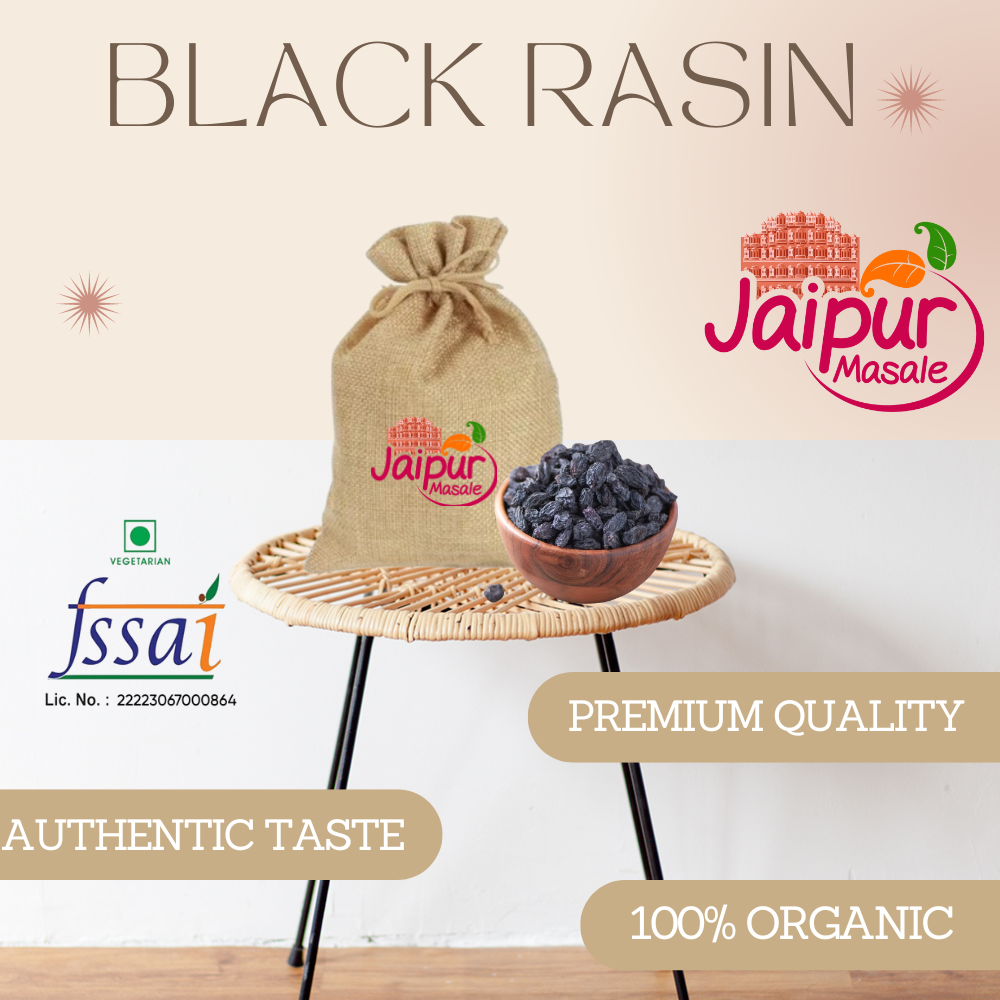 BLACK RASIN
Jaipur
Masale
Jaipur
Masale
VEGETARIAN
fssai
Lic. No. : 22223067000864
PREMIUM QUALITY
AUTHENTIC TASTE
100% ORGANIC